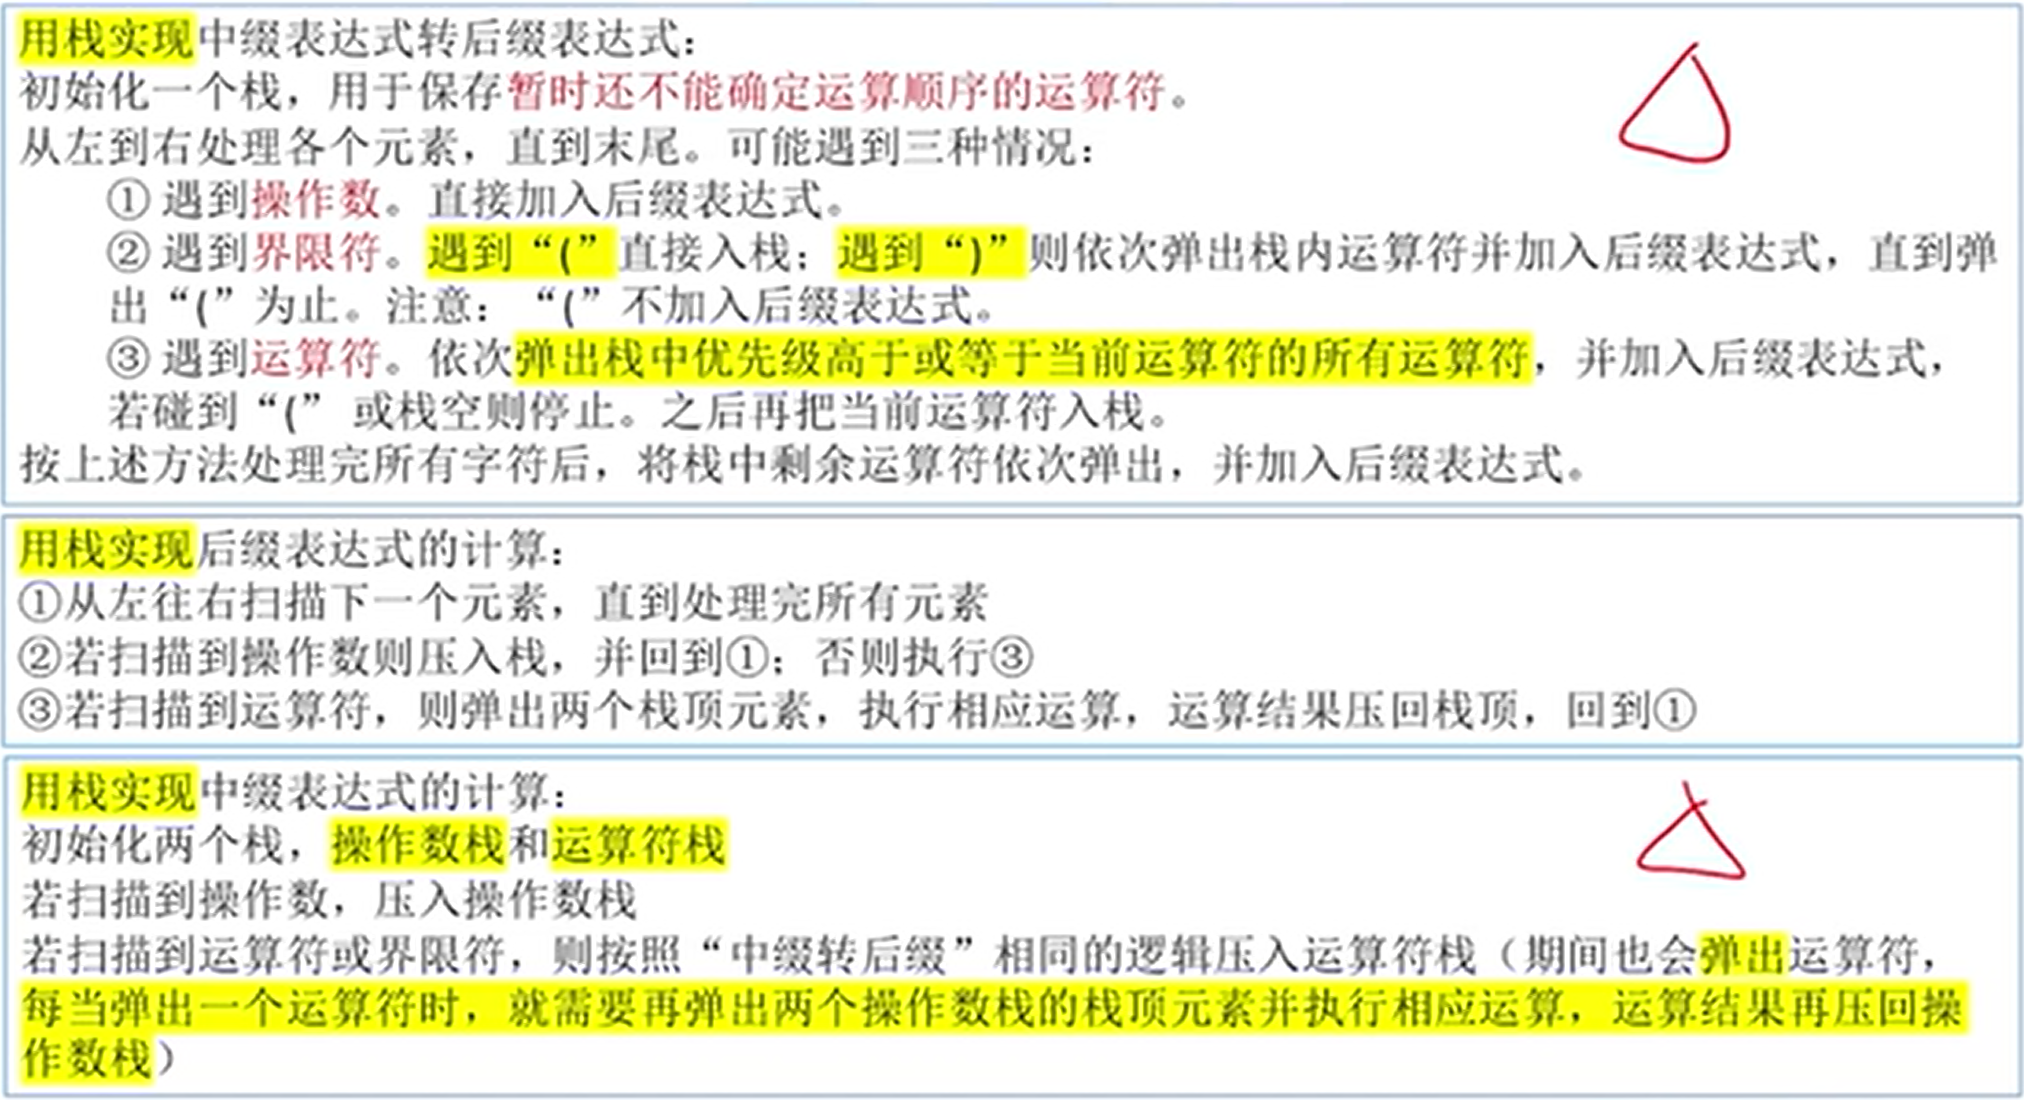 用栈实现中缀表达式转后缀表达式：
初始化一个栈，用于保存暂时还不能确定运算顺序的运算符。
从左到右处理各个元素，直到末尾。可能遇到三种情况：
① 遇到操作数。直接加入后缀表达式。
② 遇到界限符。遇到“(”直接入栈；遇到“)”则依次弹出栈内运算符并加入后缀表达式，直到弹
出“(”为止。注意：“(”不加入后缀表达式。
③ 遇到运算符。依次弹出栈中优先级高于或等于当前运算符的所有运算符，并加入后缀表达式，
若碰到“(” 或栈空则停止。之后再把当前运算符入栈。
按上述方法处理完所有字符后，将栈中剩余运算符依次弹出，并加入后缀表达式。
用栈实现后缀表达式的计算：
①从左往右扫描下一个元素，直到处理完所有元素
②若扫描到操作数则压入栈，并回到①；否则执行③
③若扫描到运算符，则弹出两个栈顶元素，执行相应运算，运算结果压回栈顶，回到①
用栈实现中缀表达式的计算：
初始化两个栈，操作数栈和运算符栈
若扫描到操作数，压入操作数栈
若扫描到运算符或界限符，则按照“中缀转后缀”相同的逻辑压入运算符栈（期间也会弹出运算符，
每当弹出一个运算符时，就需要再弹出两个操作数栈的栈顶元素并执行相应运算，运算结果再压回操
作数栈）